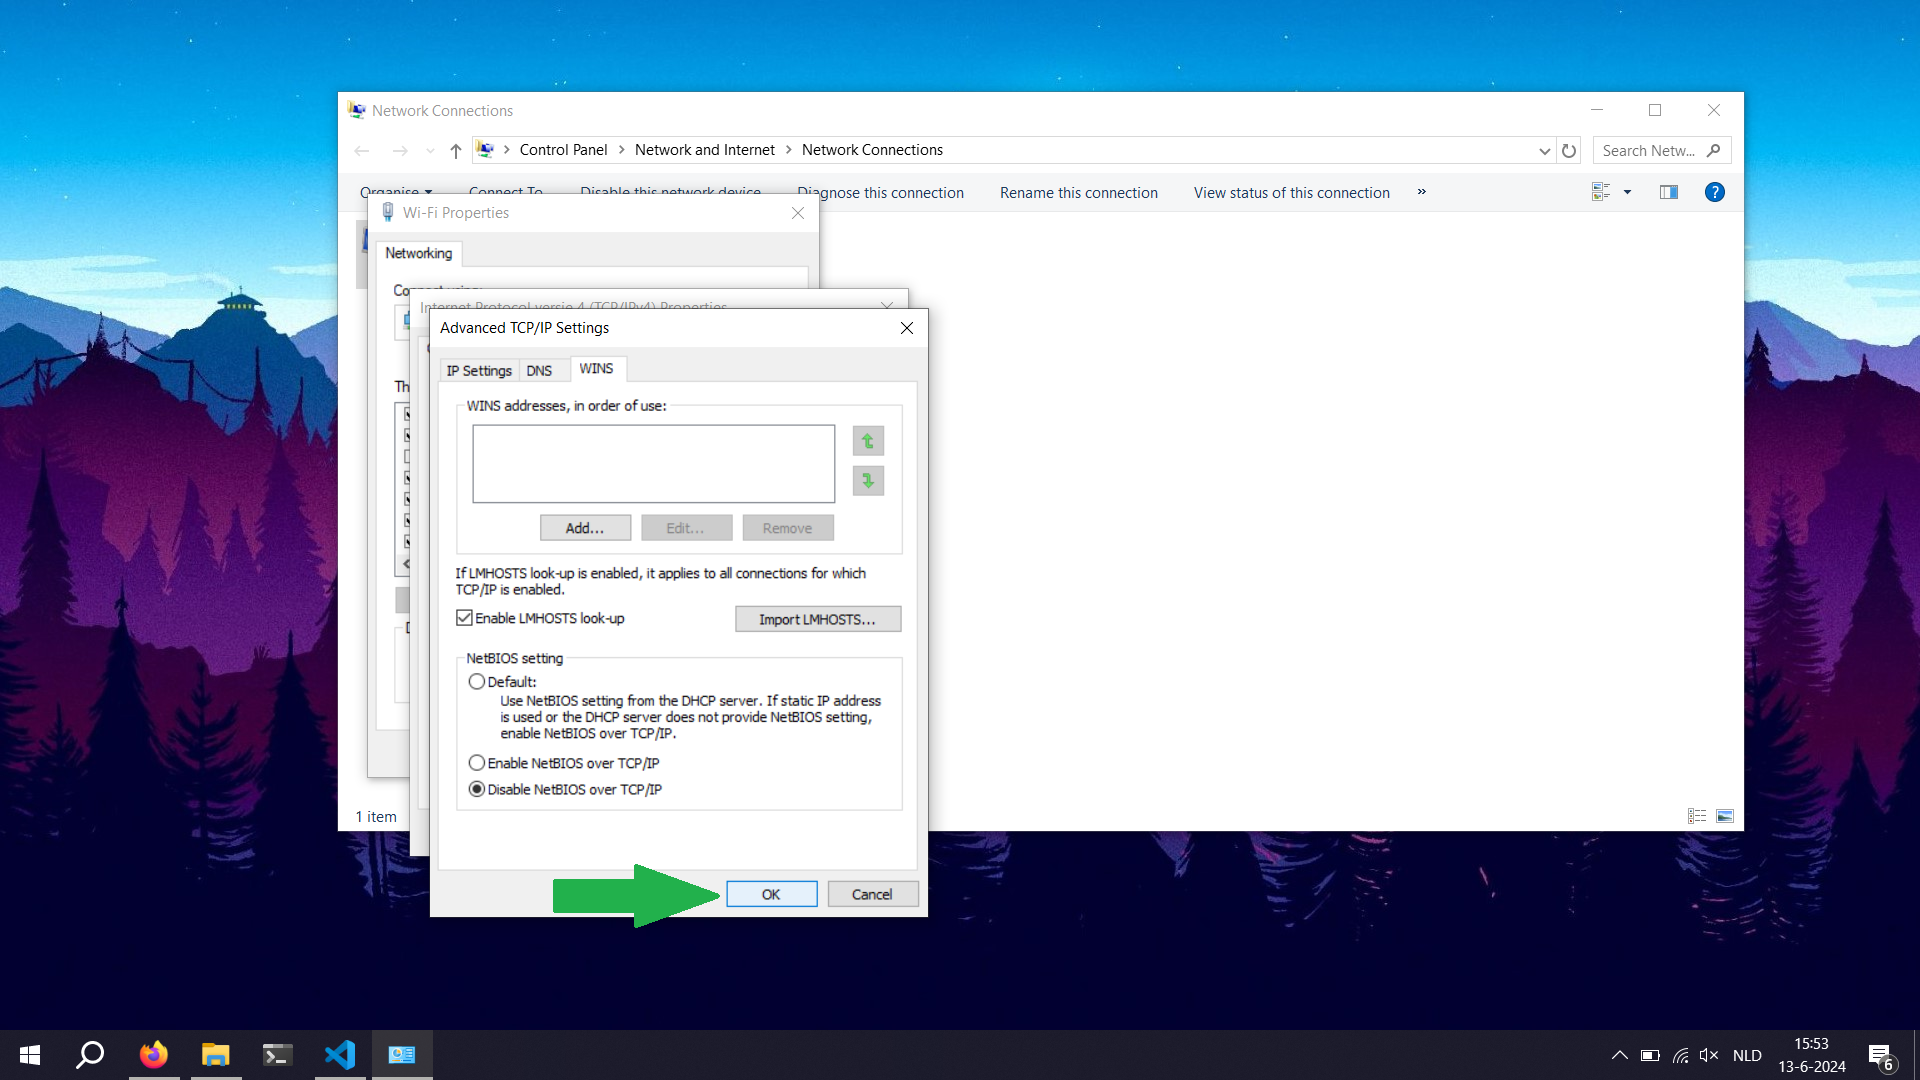 Network Connections
Control Panel
Network and Internet
Network Connections
Search Netw...
Organise
Connect To
Disable this network device
Diagnose this connection
Rename this connection
View status of this connection
»
?
Wi-Fi Properties
Networking
Connect using:
Internet Protocol versie 4 (TCP/IPv4) Properties
Advanced TCP/IP Settings
IP Settings
DNS
WINS
Th
WINS addresses, in order of use:
Add...
Edit...
Remove
If LMHOSTS look-up is enabled, it applies to all connections for which
TCP/IP is enabled.
Enable LMHOSTS look-up
Import LMHOSTS...
NetBIOS setting
Default:
Use NetBIOS setting from the DHCP server. If static IP address
is used or the DHCP server does not provide NetBIOS setting,
enable NetBIOS over TCP/IP.
Enable NetBIOS over TCP/IP
Disable NetBIOS over TCP/IP
1 item
OK
Cancel
NLD
15:53
13-6-2024
6